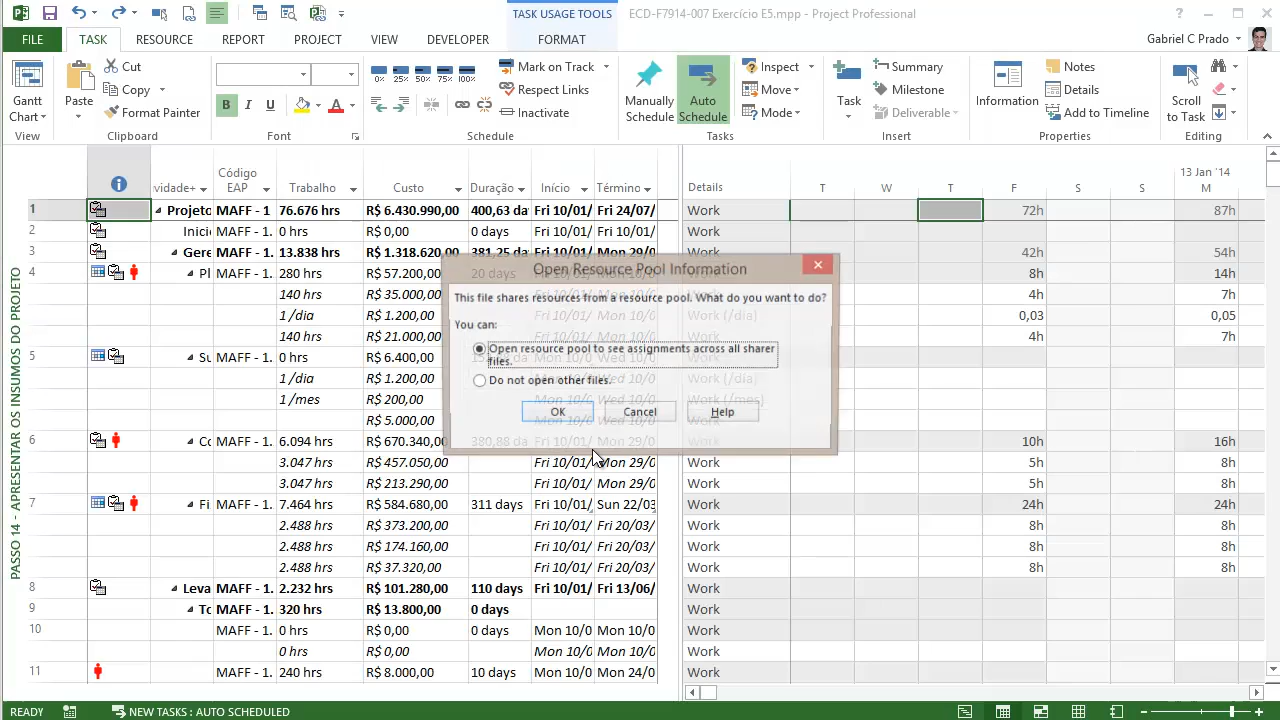 TASK USAGE TOOLS
ECD-F7914-007 Exercício E5.mpp - Project Professional
FILE TASK RESOURCE REPORT PROJECT VIEW DEVELOPER FORMAT
Gabriel C Prado
Gantt Chart
View
Paste
Cut
Copy
Format Painter
Clipboard
B I U A
Font
0% 25% 50% 75% 100%
Mark on Track
Respect Links
Inactivate
Schedule
Manually Schedule
Auto Schedule
Inspect
Move
Mode
Tasks
Task
Summary
Milestone
Deliverable
Insert
Information
Notes
Details
Add to Timeline
Properties
Scroll to Task
Editing
PASSO 14 - APRESENTAR OS INSUMOS DO PROJETO
Código
13 Jan '14
vidade+ EAP Trabalho Custo Duração Início Término Details T W T F S S M
1 Projeto MAFF - 1 76.676 hrs R$ 6.430.990,00 400,63 da Fri 10/01/ Fri 24/07/ Work 72h 87h
2 Iníci MAFF - 1. 0 hrs R$ 0,00 0 days Fri 10/01/ Fri 10/0 Work
3 Gere MAFF - 1. 13.838 hrs R$ 1.318.620,00 381,25 da Fri 10/01/ Mon 29/0 Work 42h 54h
4 Pl MAFF - 1. 280 hrs R$ 57.200,00 20 days Work 8h 14h
140 hrs R$ 35.000,00 Work 4h 7h
1 /dia R$ 1.200,00 Work (/dia) 0,03 0,05
140 hrs R$ 21.000,00 Work 4h 7h
5 Su MAFF - 1. 0 hrs R$ 6.400,00
1 /dia R$ 1.200,00 Work (/dia)
1 /mes R$ 200,00 Work (/mes)
R$ 5.000,00
6 Co MAFF - 1. 6.094 hrs R$ 670.340,00 380,88 da Fri 10/01/ Mon 29/0 Work 10h 16h
3.047 hrs R$ 457.050,00 Fri 10/01/ Mon 29/0 Work 5h 8h
3.047 hrs R$ 213.290,00 Fri 10/01/ Mon 29/0 Work 5h 8h
7 Fi. MAFF - 1. 7.464 hrs R$ 584.680,00 311 days Fri 10/01/ Sun 22/03 Work 24h 24h
2.488 hrs R$ 373.200,00 Fri 10/01/ Fri 20/03/ Work 8h 8h
2.488 hrs R$ 174.160,00 Fri 10/01/ Fri 20/03/ Work 8h 8h
2.488 hrs R$ 37.320,00 Fri 10/01/ Fri 20/03/ Work 8h 8h
8 Leva MAFF - 1. 2.232 hrs R$ 101.280,00 110 days Fri 10/01/ Fri 13/06/ Work
9 Tc MAFF - 1. 320 hrs R$ 13.800,00 0 days Work
10 MAFF - 1. 0 hrs R$ 0,00 0 days Mon 10/0 Mon 10/0 Work
0 hrs R$ 0,00 Mon 10/0 Mon 10/0 Work
11 MAFF - 1. 240 hrs R$ 8.000,00 10 days Mon 10/0 Mon 24/0 Work
Open Resource Pool Information
This file shares resources from a resource pool. What do you want to do?
You can:
Open resource pool to see assignments across all sharer
files.
Do not open other files.
OK Cancel Help
READY NEW TASKS : AUTO SCHEDULED